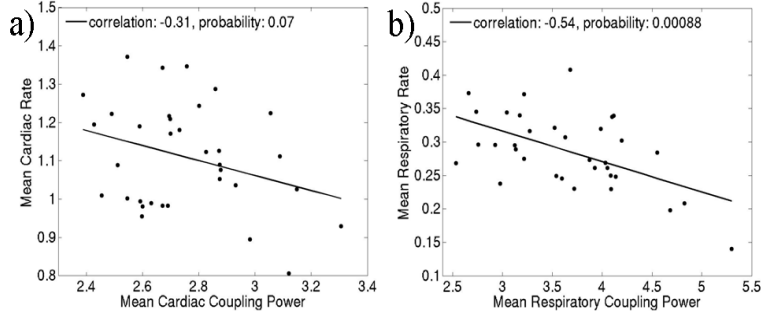 a)
correlation: -0.31, probability: 0.07
1.5
1.4
1.3
1.2
1.1
1
0.9
0.8
Mean Cardiac Rate
2.4 2.6 2.8 3 3.2 3.4
Mean Cardiac Coupling Power
b)
correlation: -0.54, probability: 0.00088
0.5
0.45
0.4
0.35
0.3
0.25
0.2
0.15
0.1
Mean Respiratory Rate
2.5 3 3.5 4 4.5 5 5.5
Mean Respiratory Coupling Power